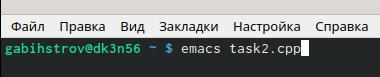 Файл Правка Вид Закладки Настройка Справка
gabihstrov@dk3n56 ~ $ emacs task2.cpp